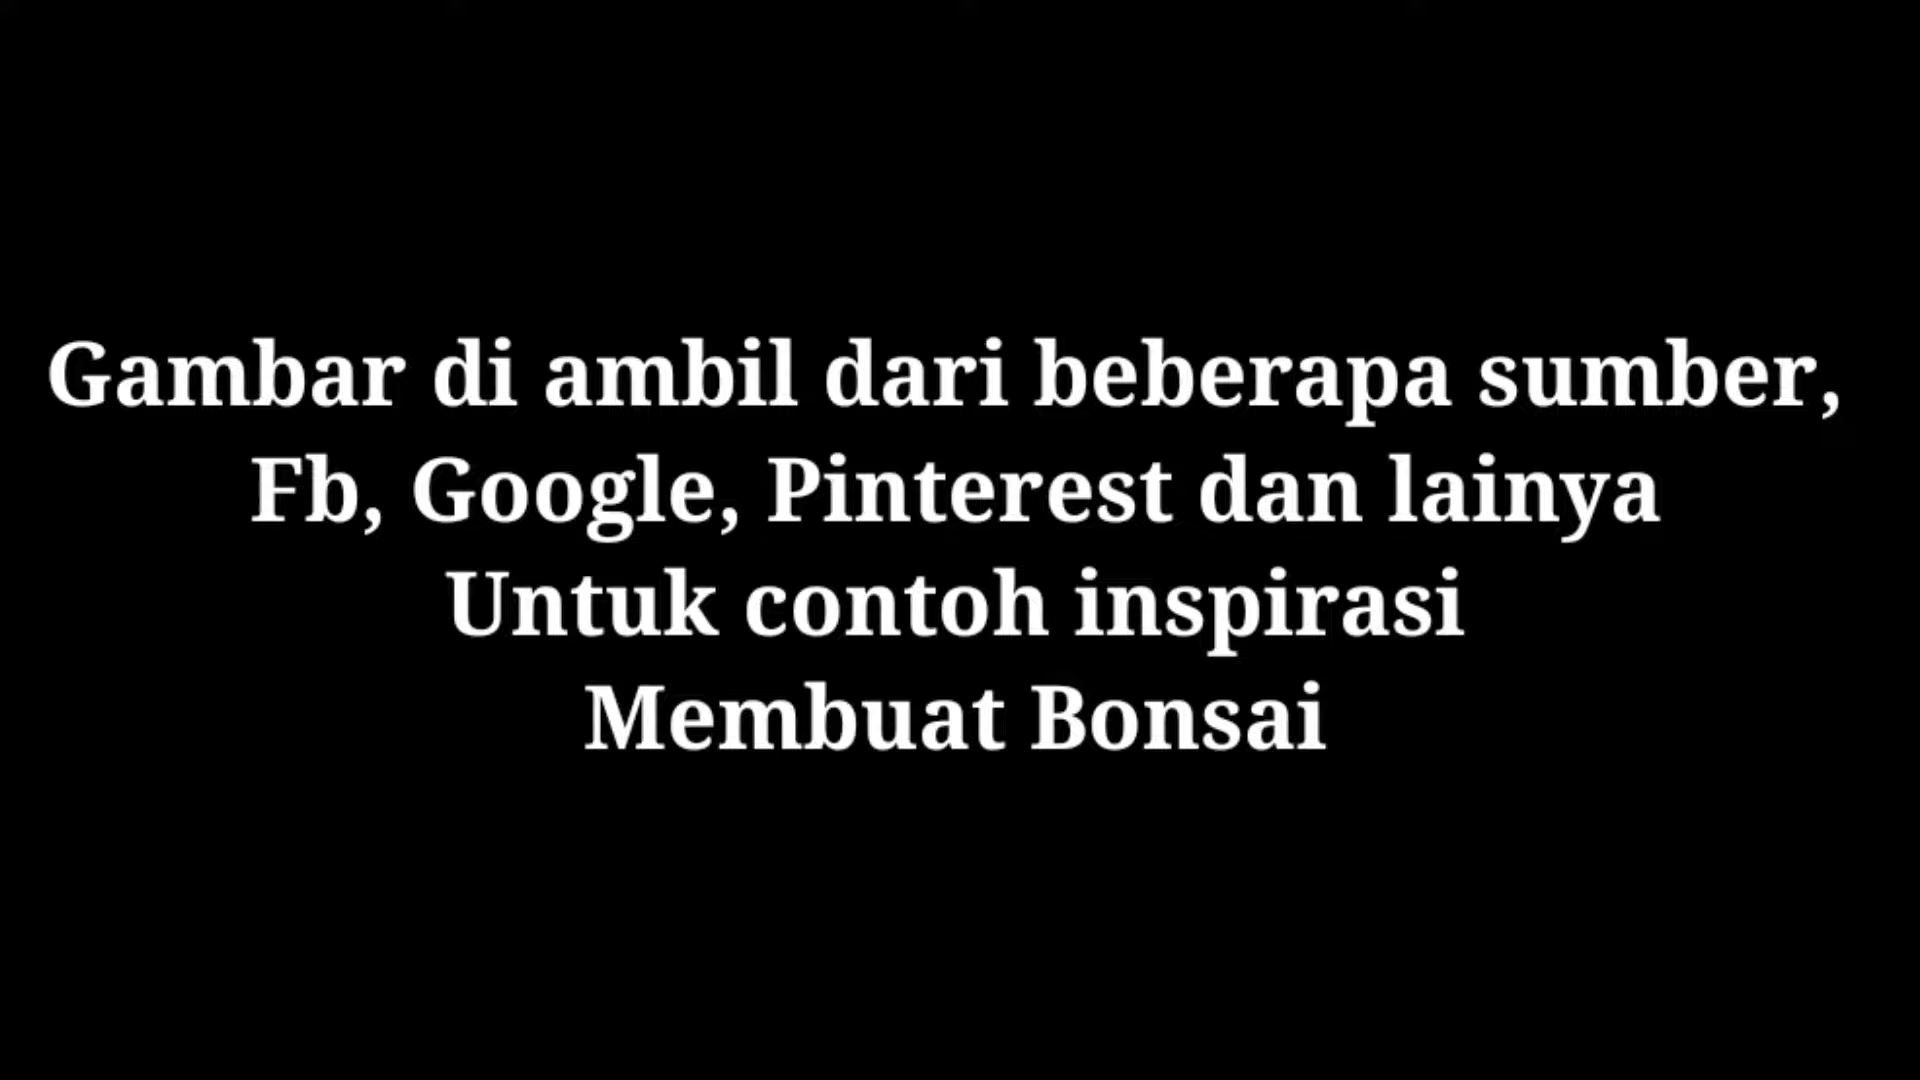 Gambar di ambil dari beberapa sumber,
Fb, Google, Pinterest dan lainya
Untuk contoh inspirasi
Membuat Bonsai